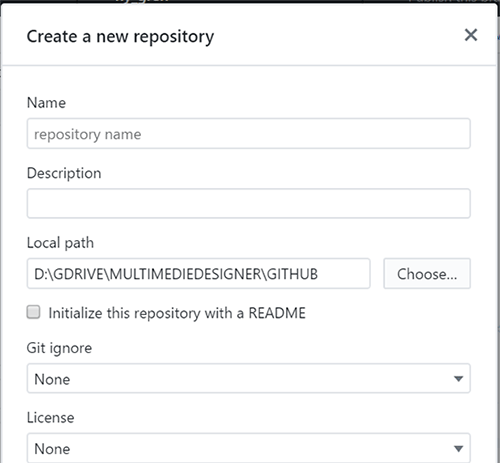 Create a new repository
Name
repository name
Description
Local path
D:\GDRIVE\MULTIMEDIEDESIGNER\GITHUB
Choose...
Initialize this repository with a README
Git ignore
None
License
None